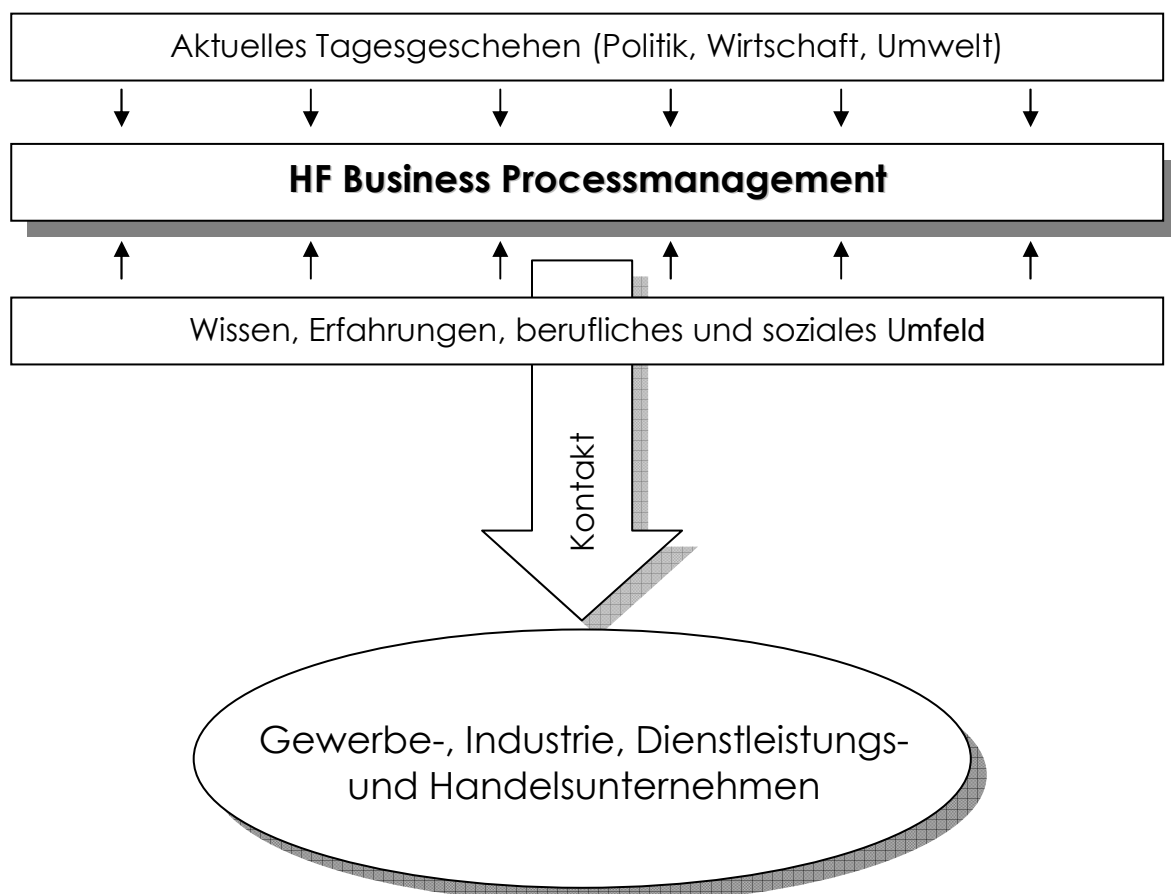 Aktuelles Tagesgeschehen (Politik, Wirtschaft, Umwelt)
HF Business Processmanagement
Wissen, Erfahrungen, berufliches und soziales Umfeld
Kontakt
Gewerbe-, Industrie, Dienstleistungs-
und Handelsunternehmen